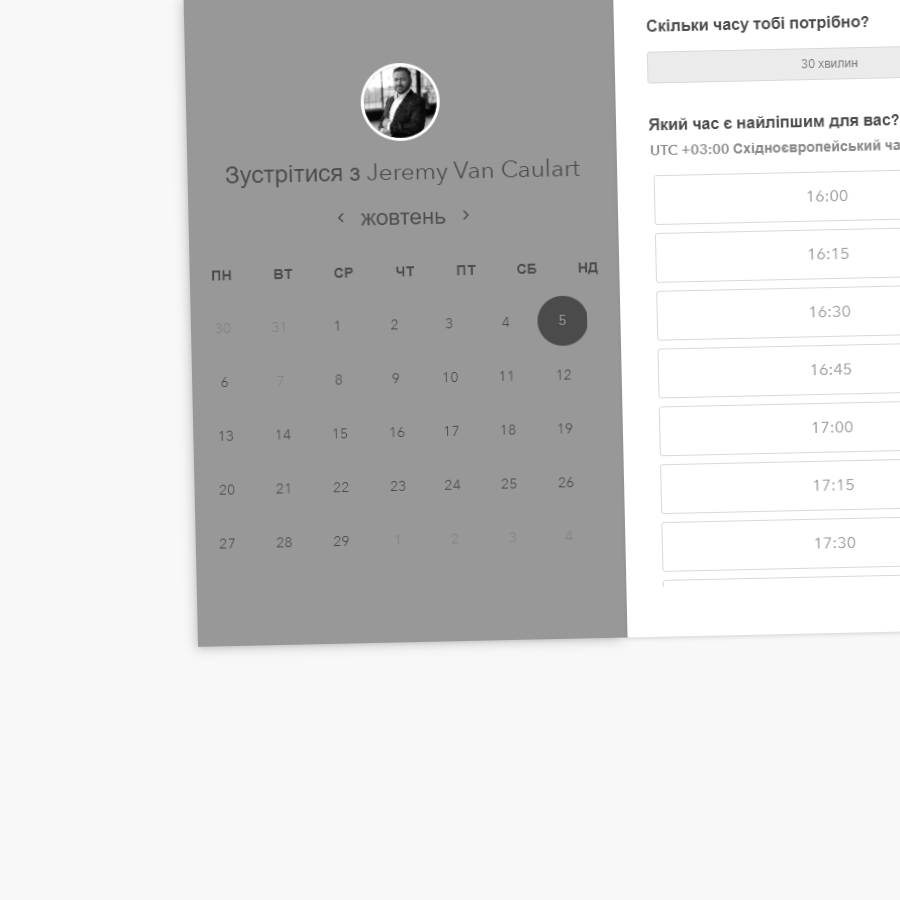 Зустрітися з Jeremy Van Caulart
‹ жовтень ›
ПН ВТ СР ЧТ ПТ СБ НД
30 31 1 2 3 4 5
6 7 8 9 10 11 12
13 14 15 16 17 18 19
20 21 22 23 24 25 26
27 28 29 1 2 3 4
Скільки часу тобі потрібно?
30 хвилин
Який час є найліпшим для вас?
UTC +03:00 Східноєвропейський ча
16:00
16:15
16:30
16:45
17:00
17:15
17:30